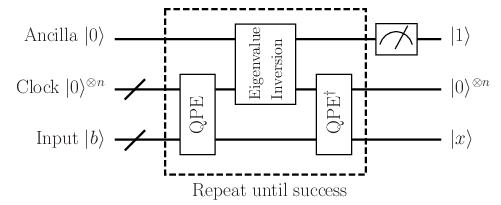 Ancilla |0⟩
|1⟩
Eigenvalue
Inversion
Clock |0⟩^{⊗n}
|0⟩^{⊗n}
QPE
QPE†
Input |b⟩
|x⟩
Repeat until success